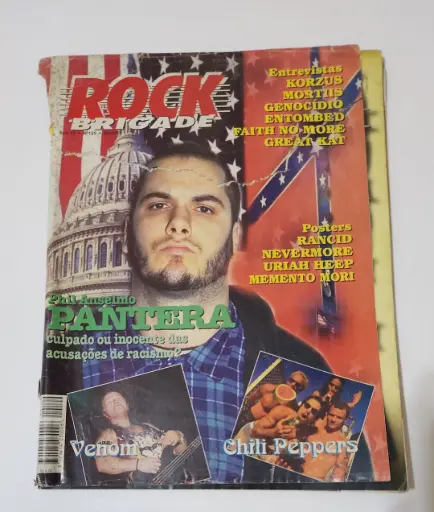 ROCK
BRIGADE
Entrevistas
KORZUS
MORTIIS
GENOCÍDIO
ENTOMBED
FAITH NO MORE
GREAT KAT
Posters
RANCID
NEVERMORE
URIAH HEEP
MEMENTO MORI
Phil Anselmo
PANTERA
culpado ou inocente das
acusações de racismo?
Venom
Chili Peppers